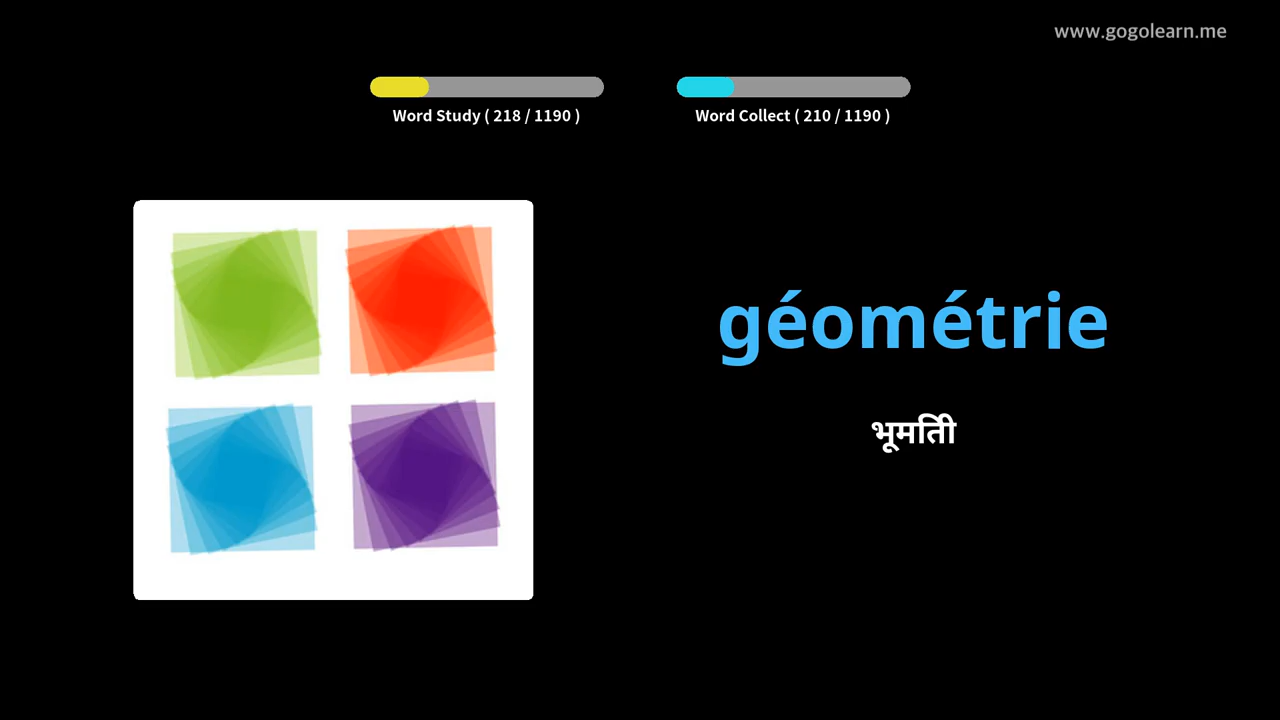 www.gogolearn.me
Word Study ( 218 / 1190 )
Word Collect ( 210 / 1190 )
géométrie
भूमिती